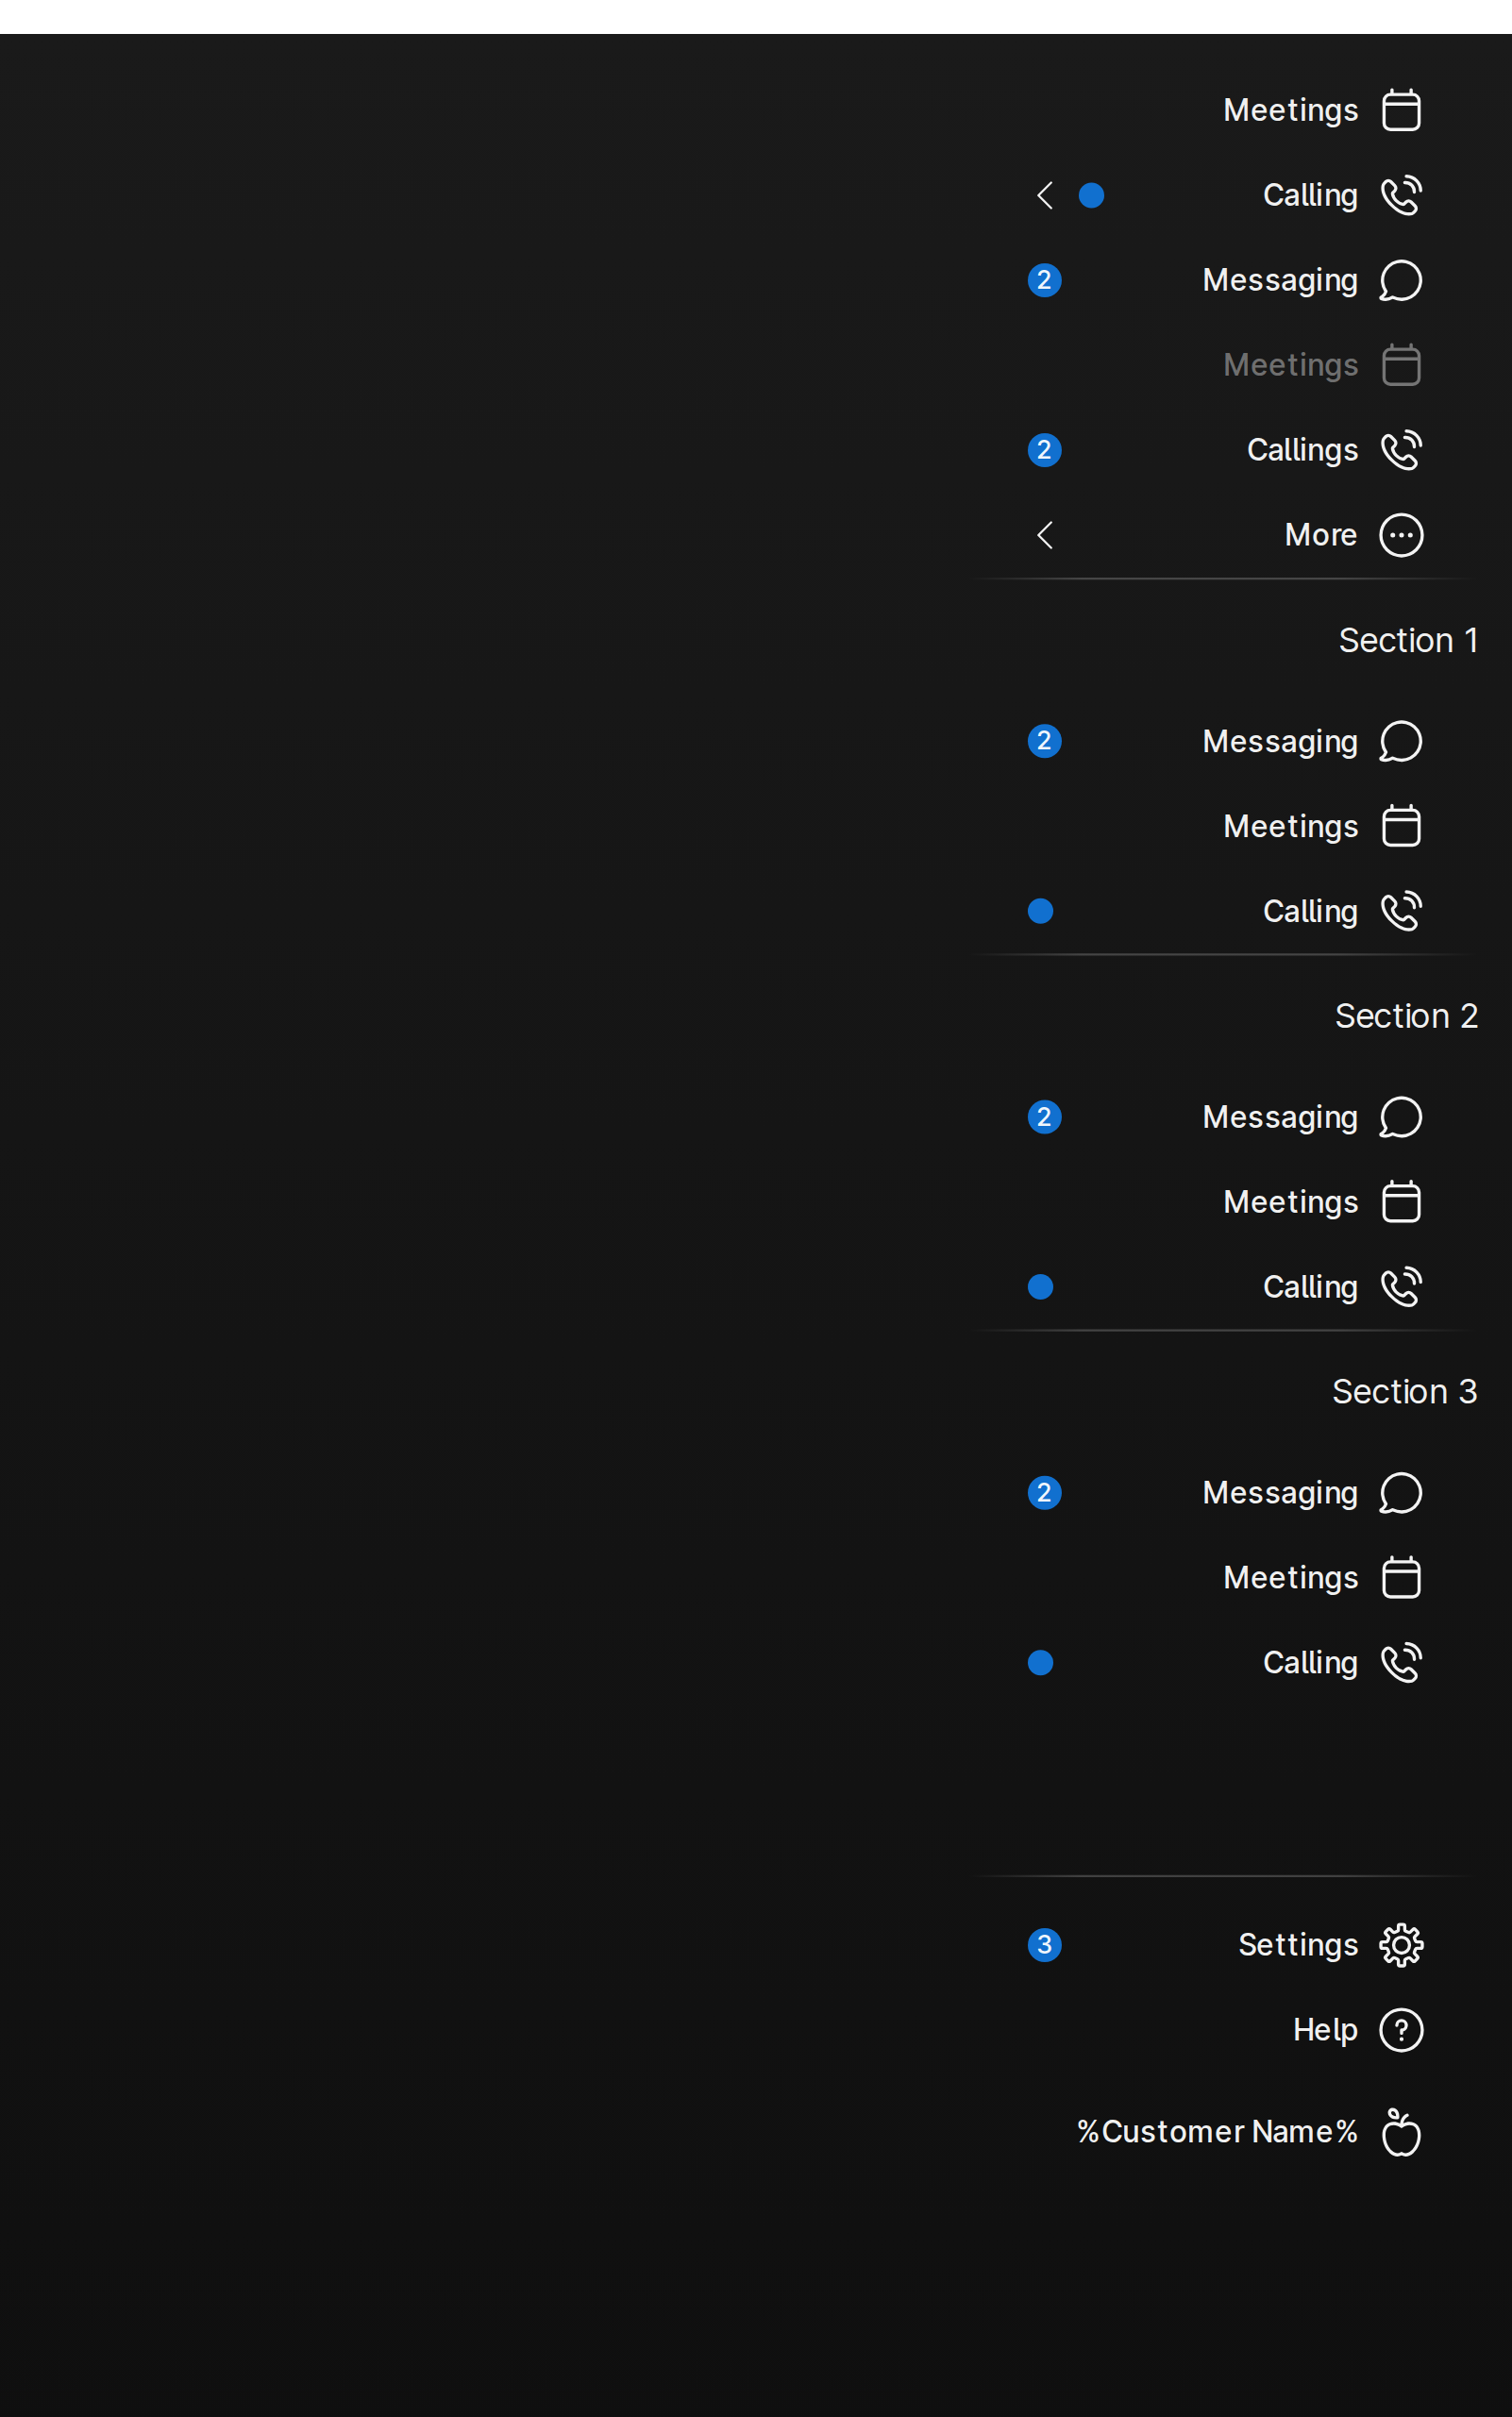 Meetings
Calling
Messaging 2
Meetings
Callings 2
More
Section 1
Messaging 2
Meetings
Calling
Section 2
Messaging 2
Meetings
Calling
Section 3
Messaging 2
Meetings
Calling
Settings 3
Help
%Customer Name%